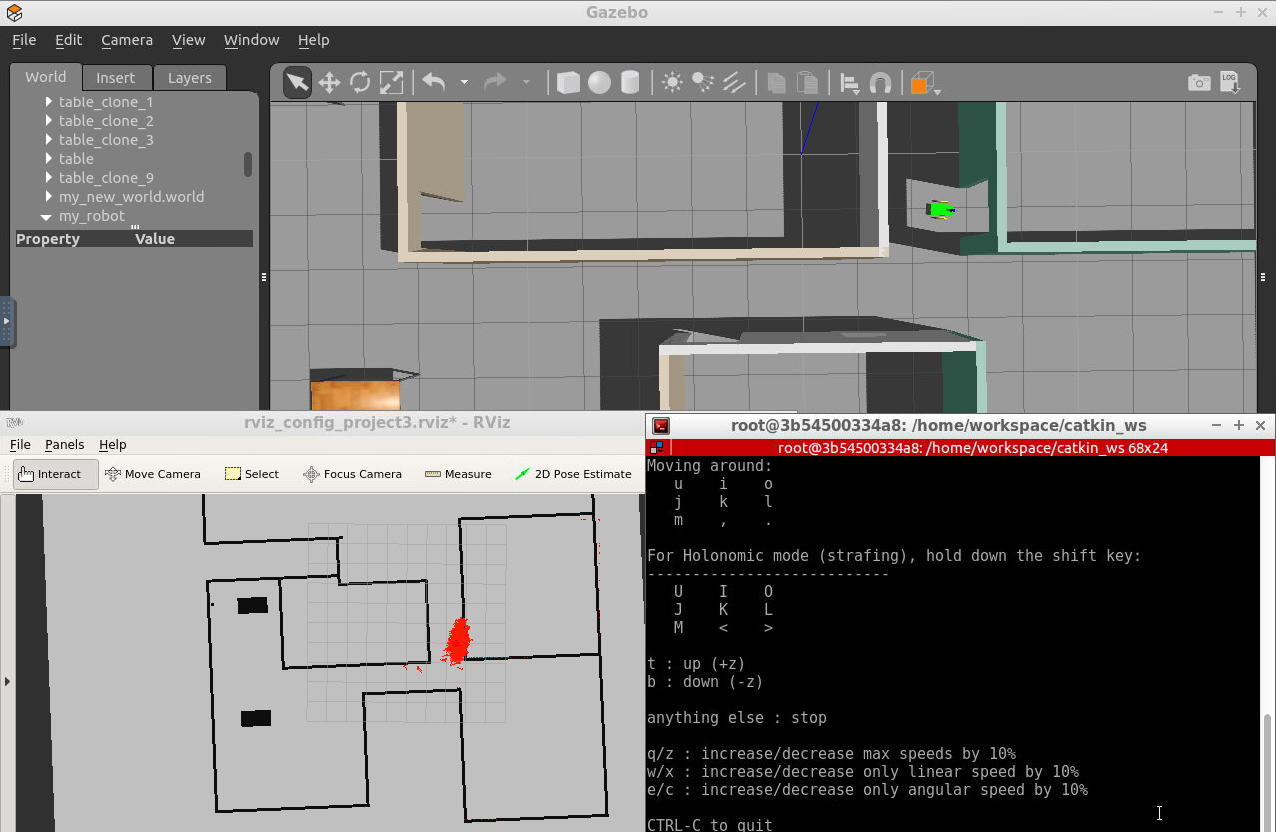 Gazebo
File Edit Camera View Window Help
World Insert Layers
LOG
table_clone_1
table_clone_2
table_clone_3
table
table_clone_9
my_new_world.world
my_robot
Property Value
rviz_config_project3.rviz* - RViz
File Panels Help
Interact Move Camera Select Focus Camera Measure 2D Pose Estimate
root@3b54500334a8: /home/workspace/catkin_ws
root@3b54500334a8: /home/workspace/catkin_ws 68x24
Moving around:
u i o
j k l
m , .
For Holonomic mode (strafing), hold down the shift key:
---------------------------
U I O
J K L
M < >
t : up (+z)
b : down (-z)
anything else : stop
q/z : increase/decrease max speeds by 10%
w/x : increase/decrease only linear speed by 10%
e/c : increase/decrease only angular speed by 10%
CTRL-C to quit